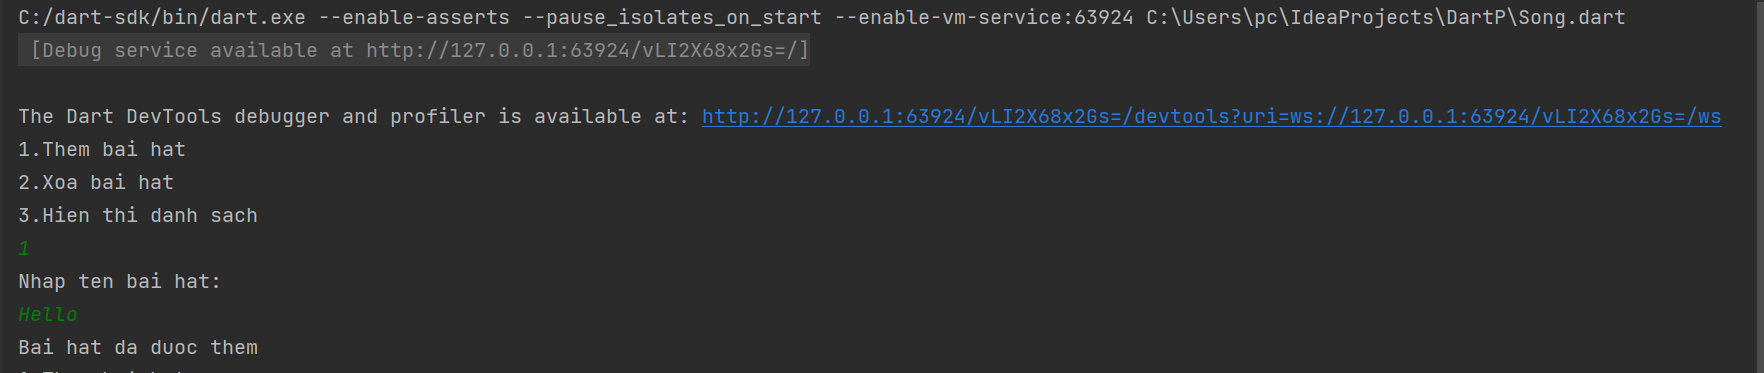 C:/dart-sdk/bin/dart.exe --enable-asserts --pause_isolates_on_start --enable-vm-service:63924 C:\Users\pc\IdeaProjects\DartP\Song.dart
[Debug service available at http://127.0.0.1:63924/vLI2X68x2Gs=/]
The Dart DevTools debugger and profiler is available at: http://127.0.0.1:63924/vLI2X68x2Gs=/devtools?uri=ws://127.0.0.1:63924/vLI2X68x2Gs=/ws
1.Them bai hat
2.Xoa bai hat
3.Hien thi danh sach
1
Nhap ten bai hat:
Hello
Bai hat da duoc them